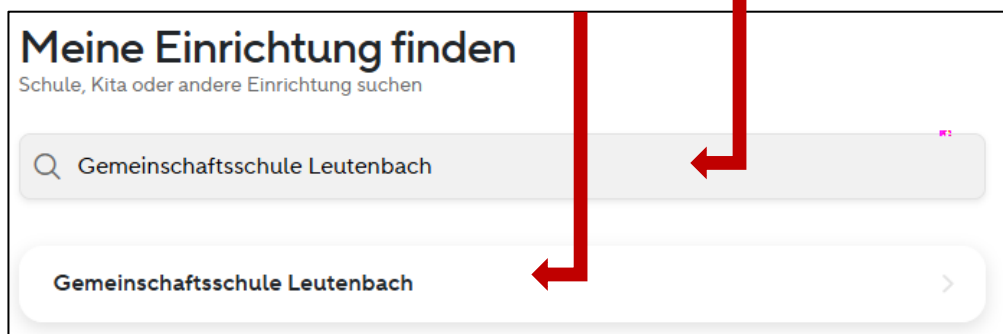 Meine Einrichtung finden
Schule, Kita oder andere Einrichtung suchen
Gemeinschaftsschule Leutenbach
Gemeinschaftsschule Leutenbach